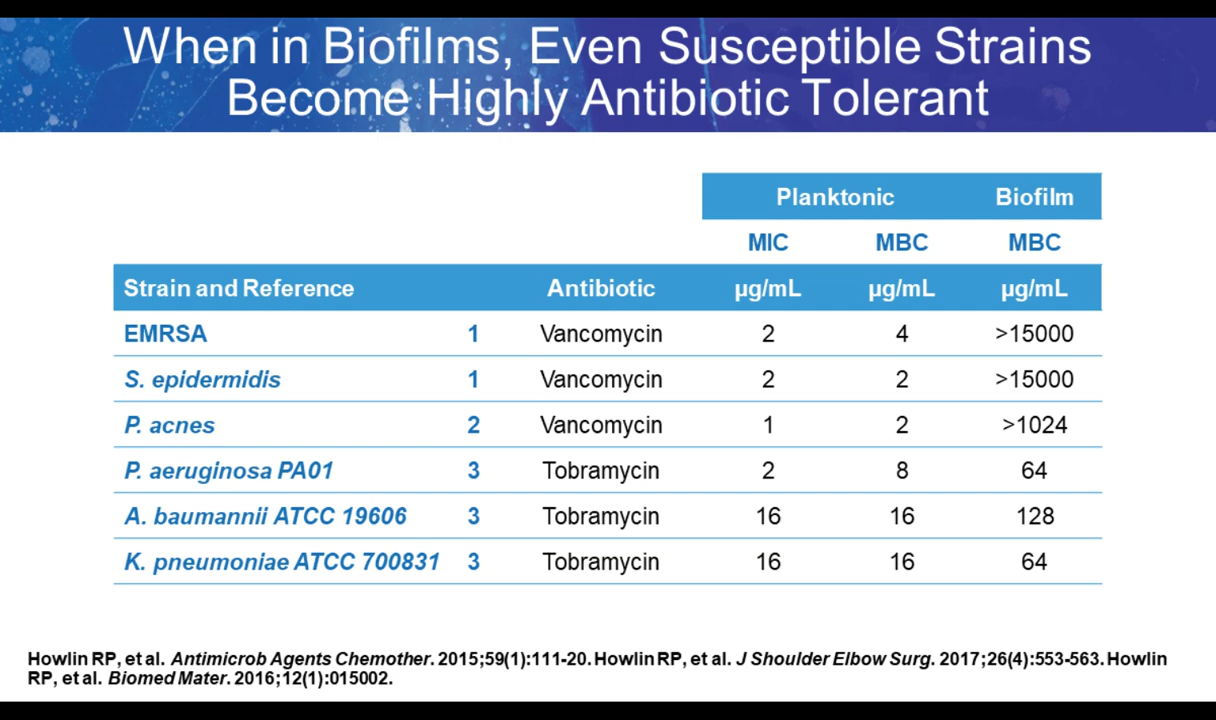 When in Biofilms, Even Susceptible Strains
Become Highly Antibiotic Tolerant
Planktonic Biofilm
MIC MBC MBC
Strain and Reference Antibiotic µg/mL µg/mL µg/mL
EMRSA 1 Vancomycin 2 4 >15000
S. epidermidis 1 Vancomycin 2 2 >15000
P. acnes 2 Vancomycin 1 2 >1024
P. aeruginosa PA01 3 Tobramycin 2 8 64
A. baumannii ATCC 19606 3 Tobramycin 16 16 128
K. pneumoniae ATCC 700831 3 Tobramycin 16 16 64
Howlin RP, et al. Antimicrob Agents Chemother. 2015;59(1):111-20. Howlin RP, et al. J Shoulder Elbow Surg. 2017;26(4):553-563. Howlin
RP, et al. Biomed Mater. 2016;12(1):015002.